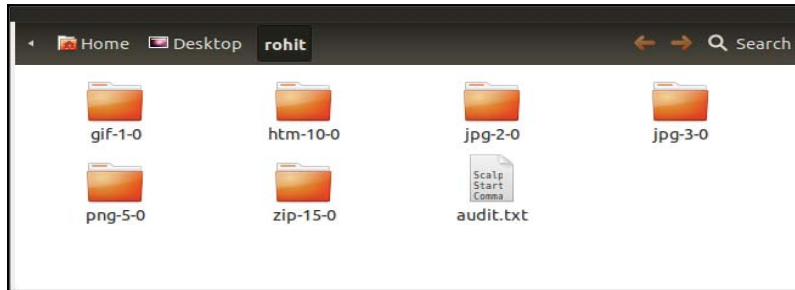 Home Desktop rohit Search
gif-1-0 htm-10-0 jpg-2-0 jpg-3-0
Scalp
Start
Comma
png-5-0 zip-15-0 audit.txt